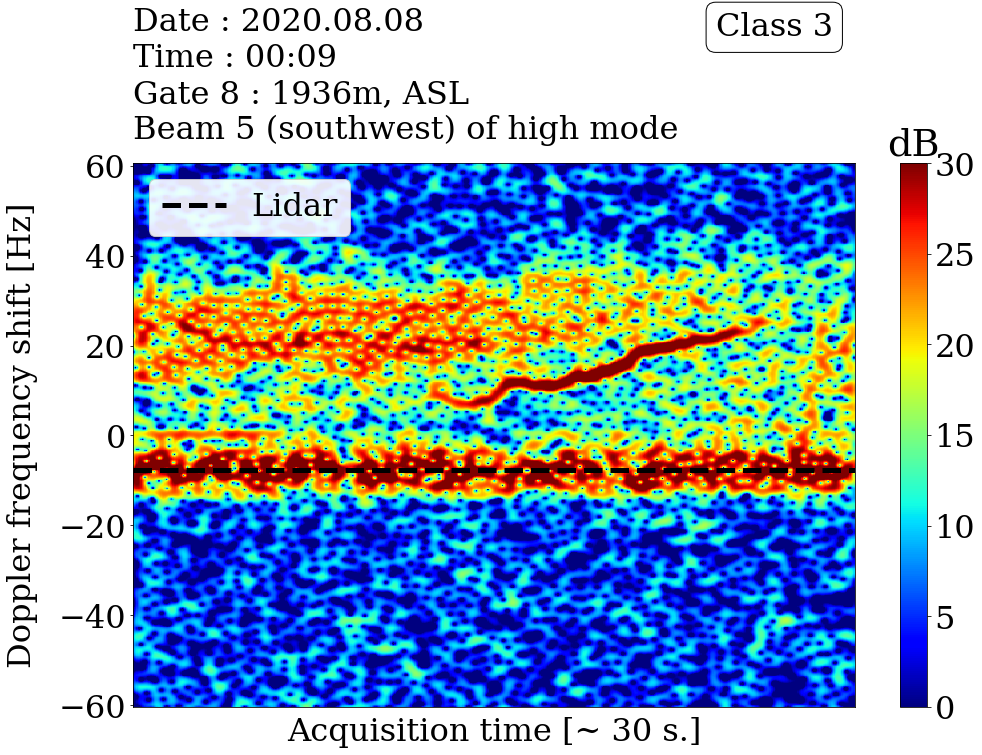 Date : 2020.08.08
Time : 00:09
Gate 8 : 1936m, ASL
Beam 5 (southwest) of high mode
Class 3
dB
Lidar
Doppler frequency shift [Hz]
60
40
20
0
−20
−40
−60
30
25
20
15
10
5
0
Acquisition time [~ 30 s.]